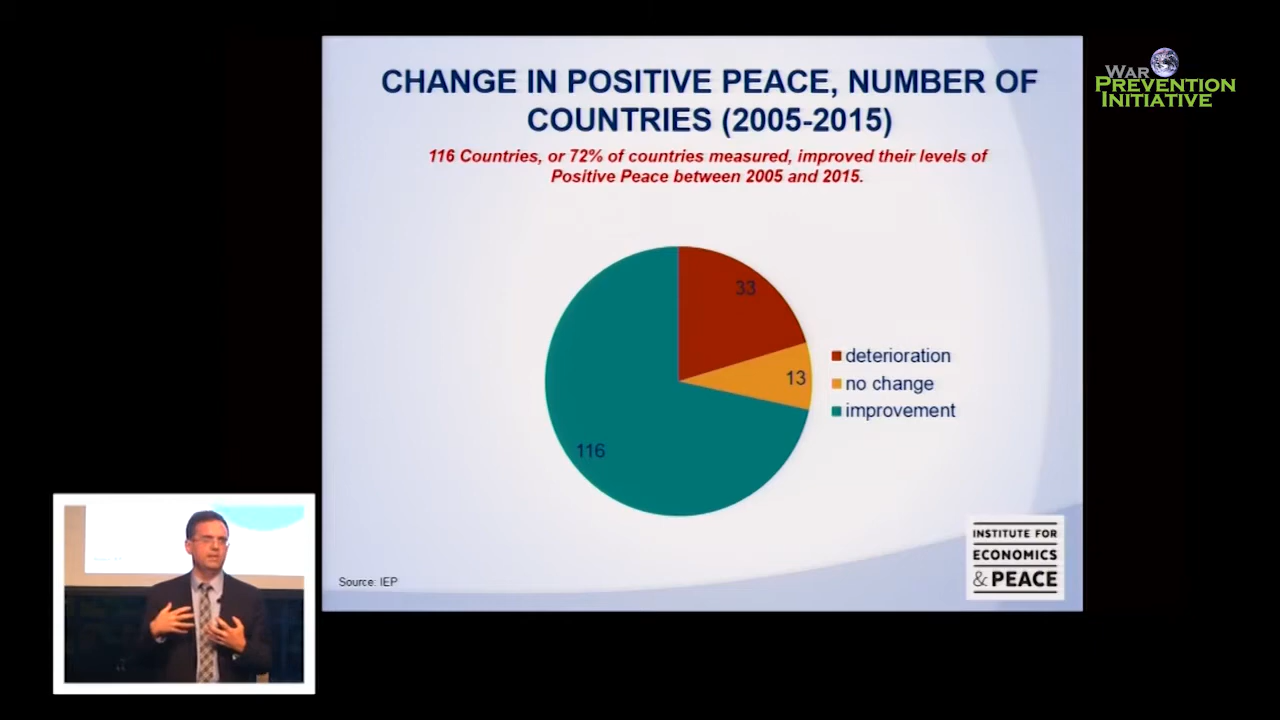 CHANGE IN POSITIVE PEACE, NUMBER OF
COUNTRIES (2005-2015)
116 Countries, or 72% of countries measured, improved their levels of
Positive Peace between 2005 and 2015.
33
13
116
deterioration
no change
improvement
Source: IEP
INSTITUTE FOR
ECONOMICS
& PEACE
WAR
PREVENTION
INITIATIVE